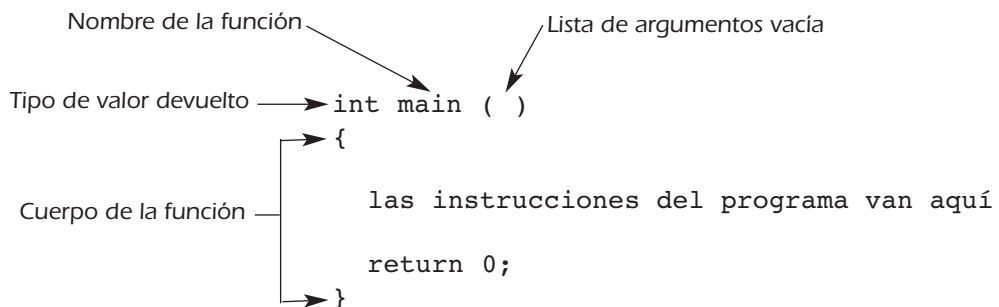 Nombre de la función
Lista de argumentos vacía
Tipo de valor devuelto
int main ( )
{
Cuerpo de la función
las instrucciones del programa van aquí
return 0;
}